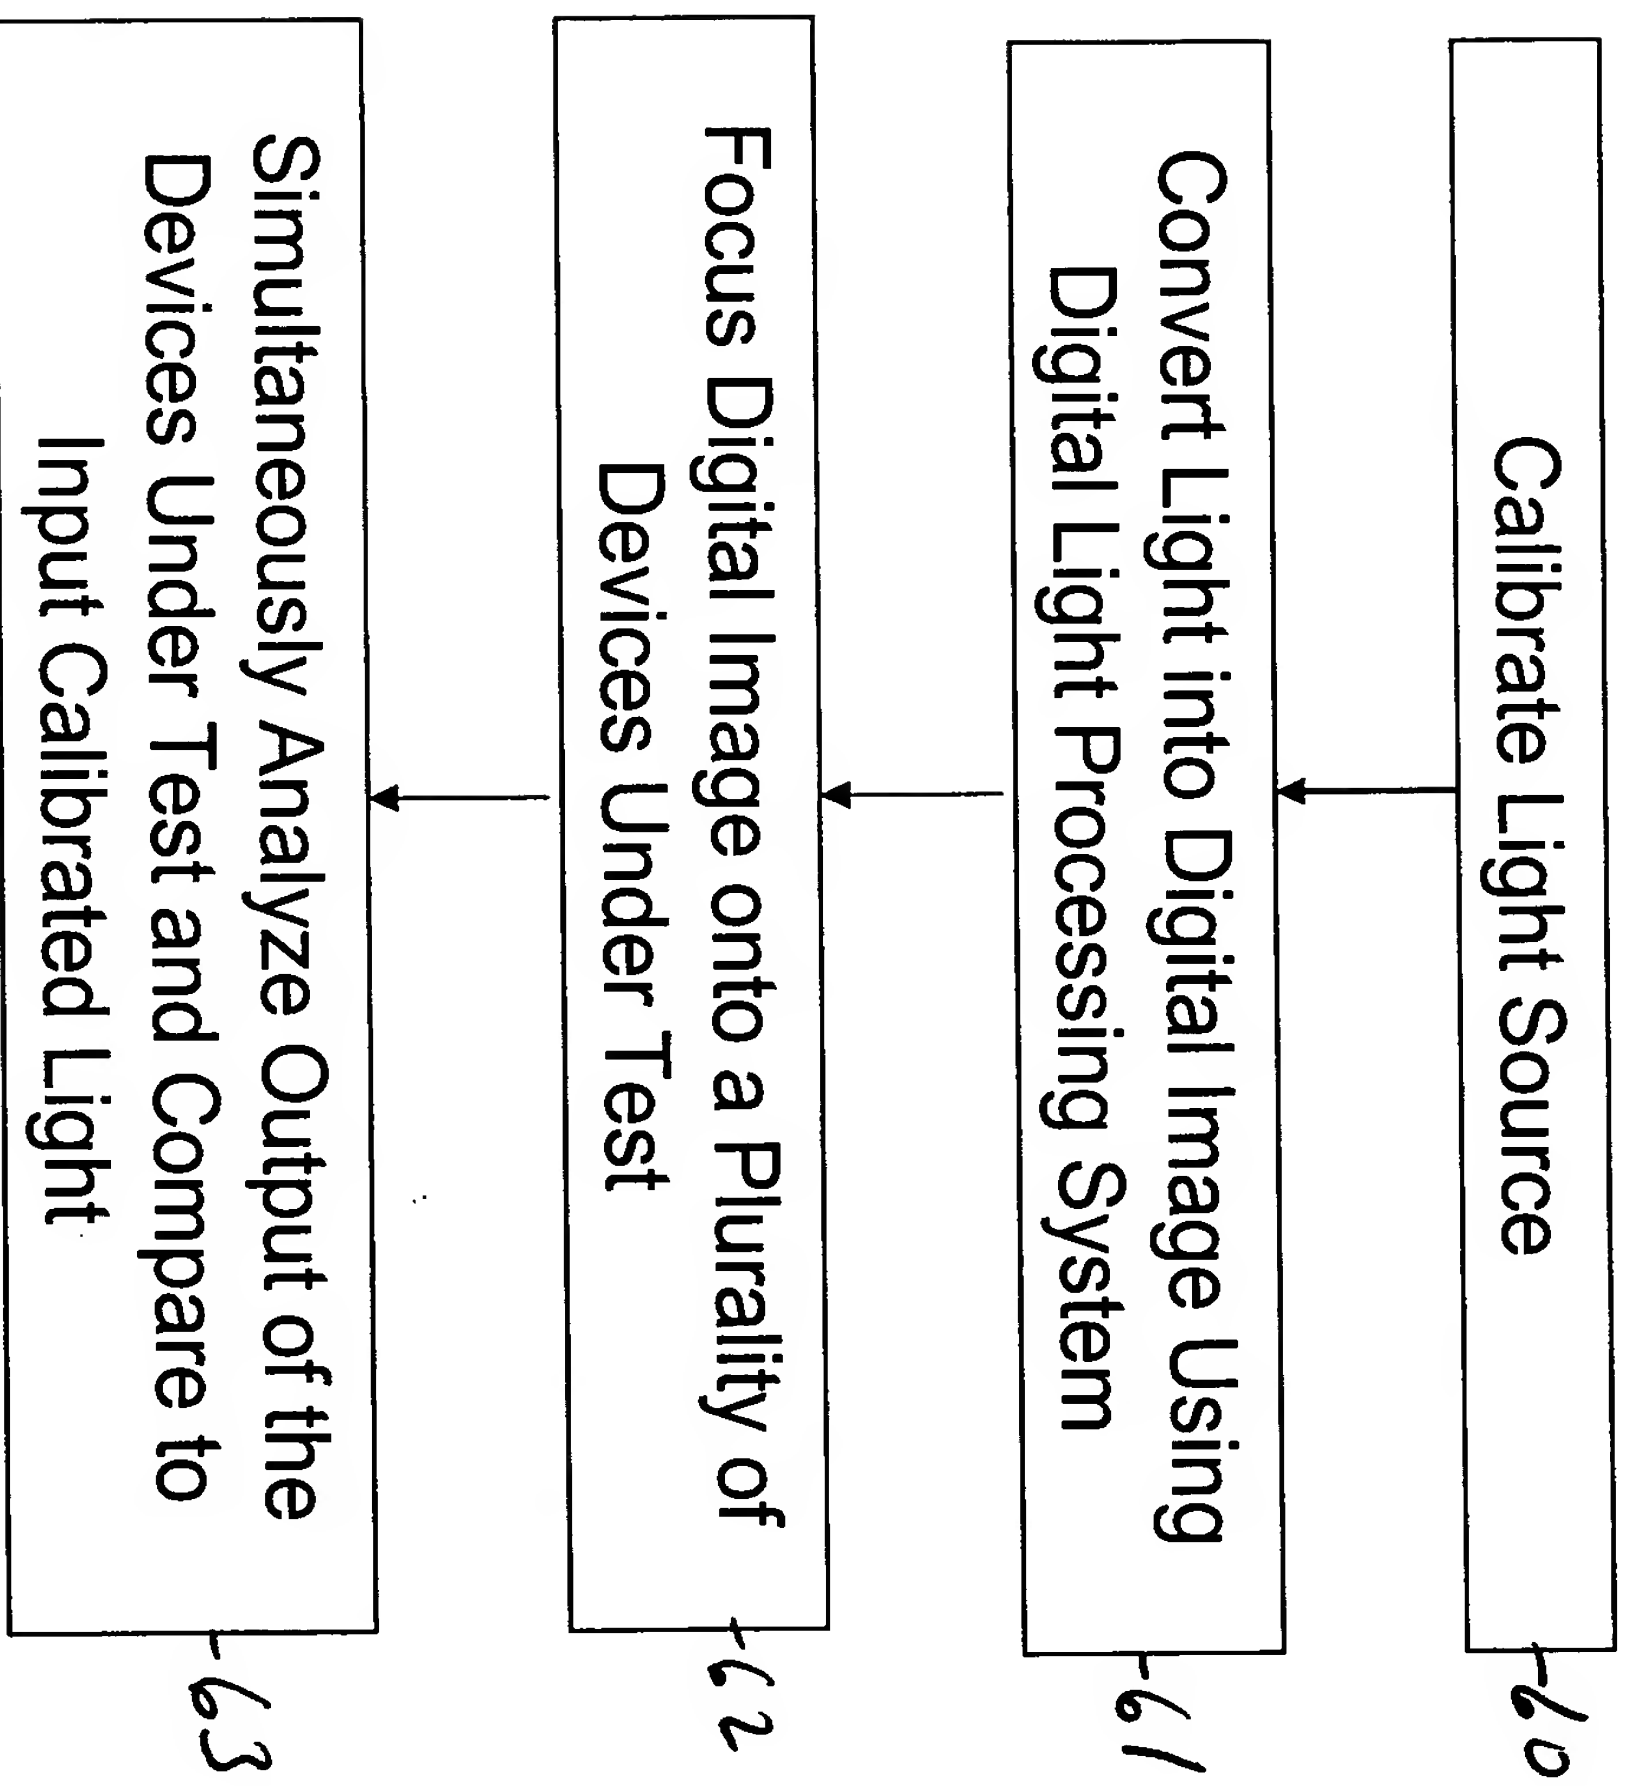 Calibrate Light Source
60
Convert Light into Digital Image Using
Digital Light Processing System
61
Focus Digital Image onto a Plurality of
Devices Under Test
62
Simultaneously Analyze Output of the
Devices Under Test and Compare to
Input Calibrated Light
63